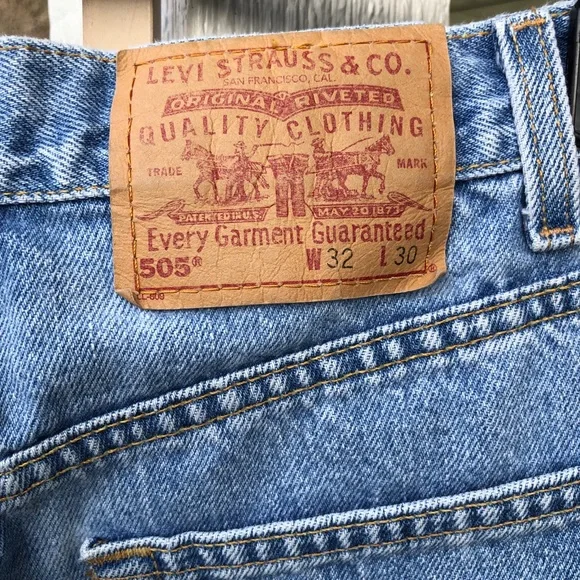 LEVI STRAUSS & CO.
SAN FRANCISCO, CAL.
ORIGINAL® RIVETED
QUALITY CLOTHING
TRADE MARK
PATENTED IN U.S. MAY 20 187
Every Garment Guaranteed
505® W 32 L 30 ®